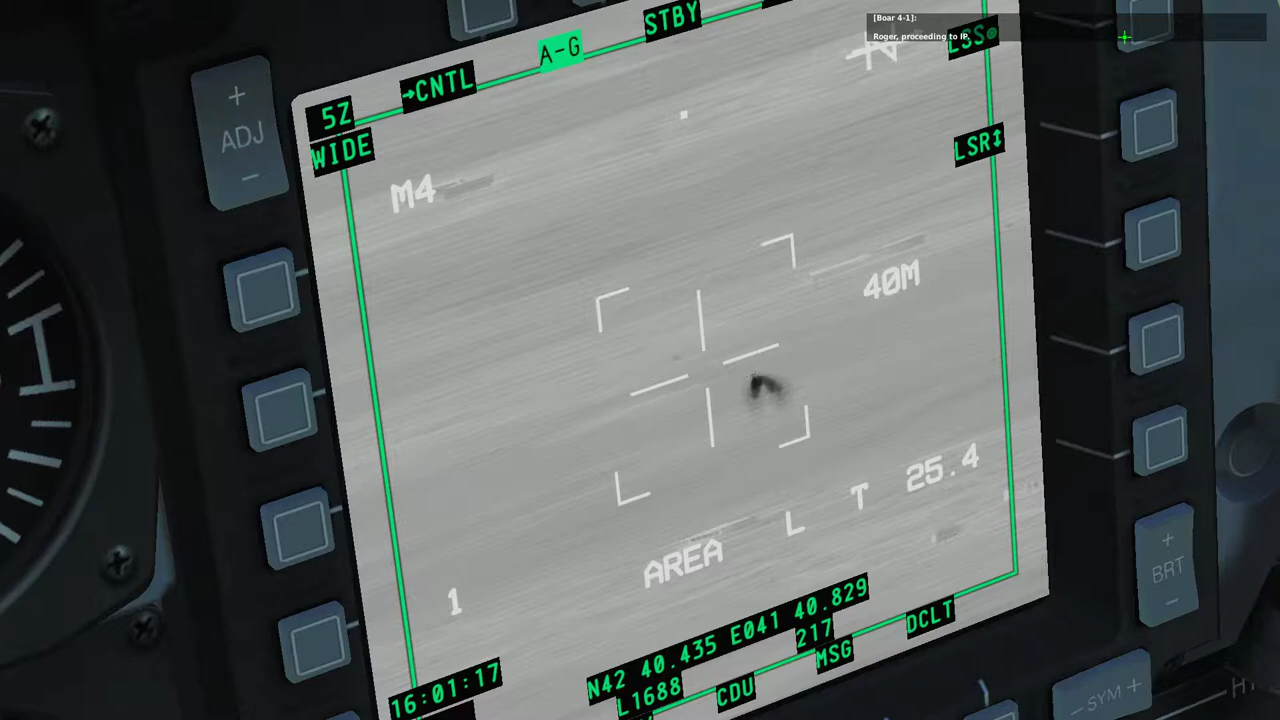 [Boar 4-1]:
Roger, proceeding to IP.
STBY
A-G
→CNTL
5Z
WIDE
LSS
LSR↕
N
+
ADJ
-
M4
40M
25.4
T
L
AREA
1
+
BRT
-
N42 40.435 E041 40.829
217
L1688
16:01:17
CDU
MSG
DCLT
- SYM +